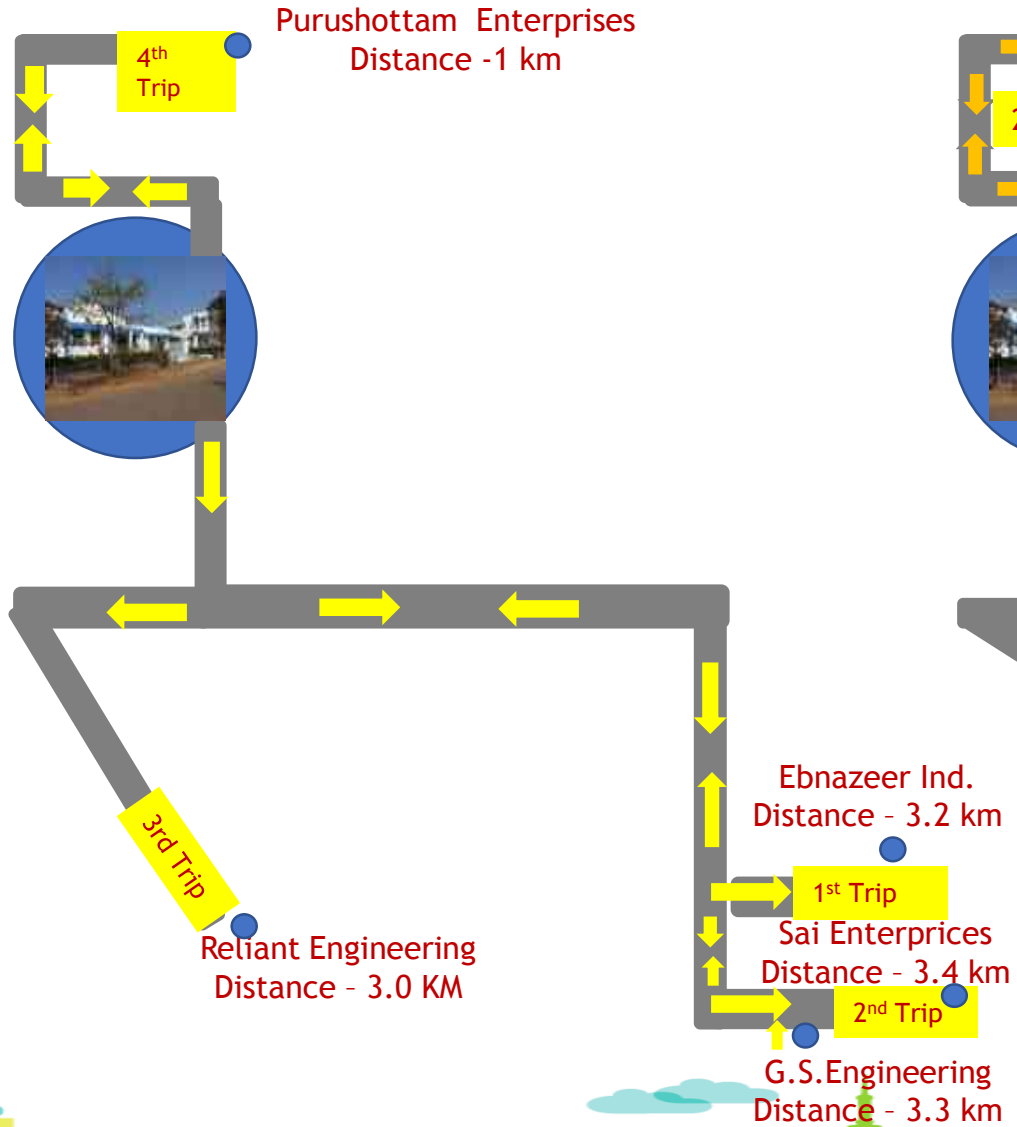 Purushottam Enterprises
Distance -1 km
4th
Trip
Ebnazeer Ind.
Distance – 3.2 km
3rd Trip
1st Trip
Sai Enterprices
Distance – 3.4 km
Reliant Engineering
Distance – 3.0 KM
2nd Trip
G.S.Engineering
Distance – 3.3 km